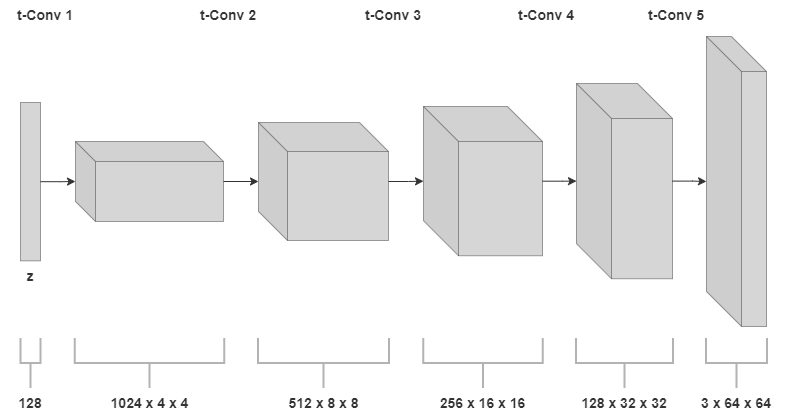 t-Conv 1 t-Conv 2 t-Conv 3 t-Conv 4 t-Conv 5
z
128 1024 x 4 x 4 512 x 8 x 8 256 x 16 x 16 128 x 32 x 32 3 x 64 x 64